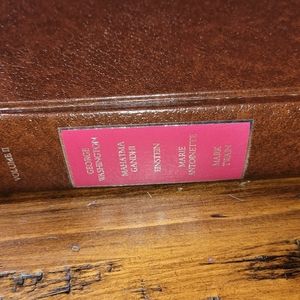 VOLUME II
GEORGE
WASHINGTON
MAHATMA
GANDHI
EINSTEIN
MARIE
ANTOINETTE
MARK
TWAIN